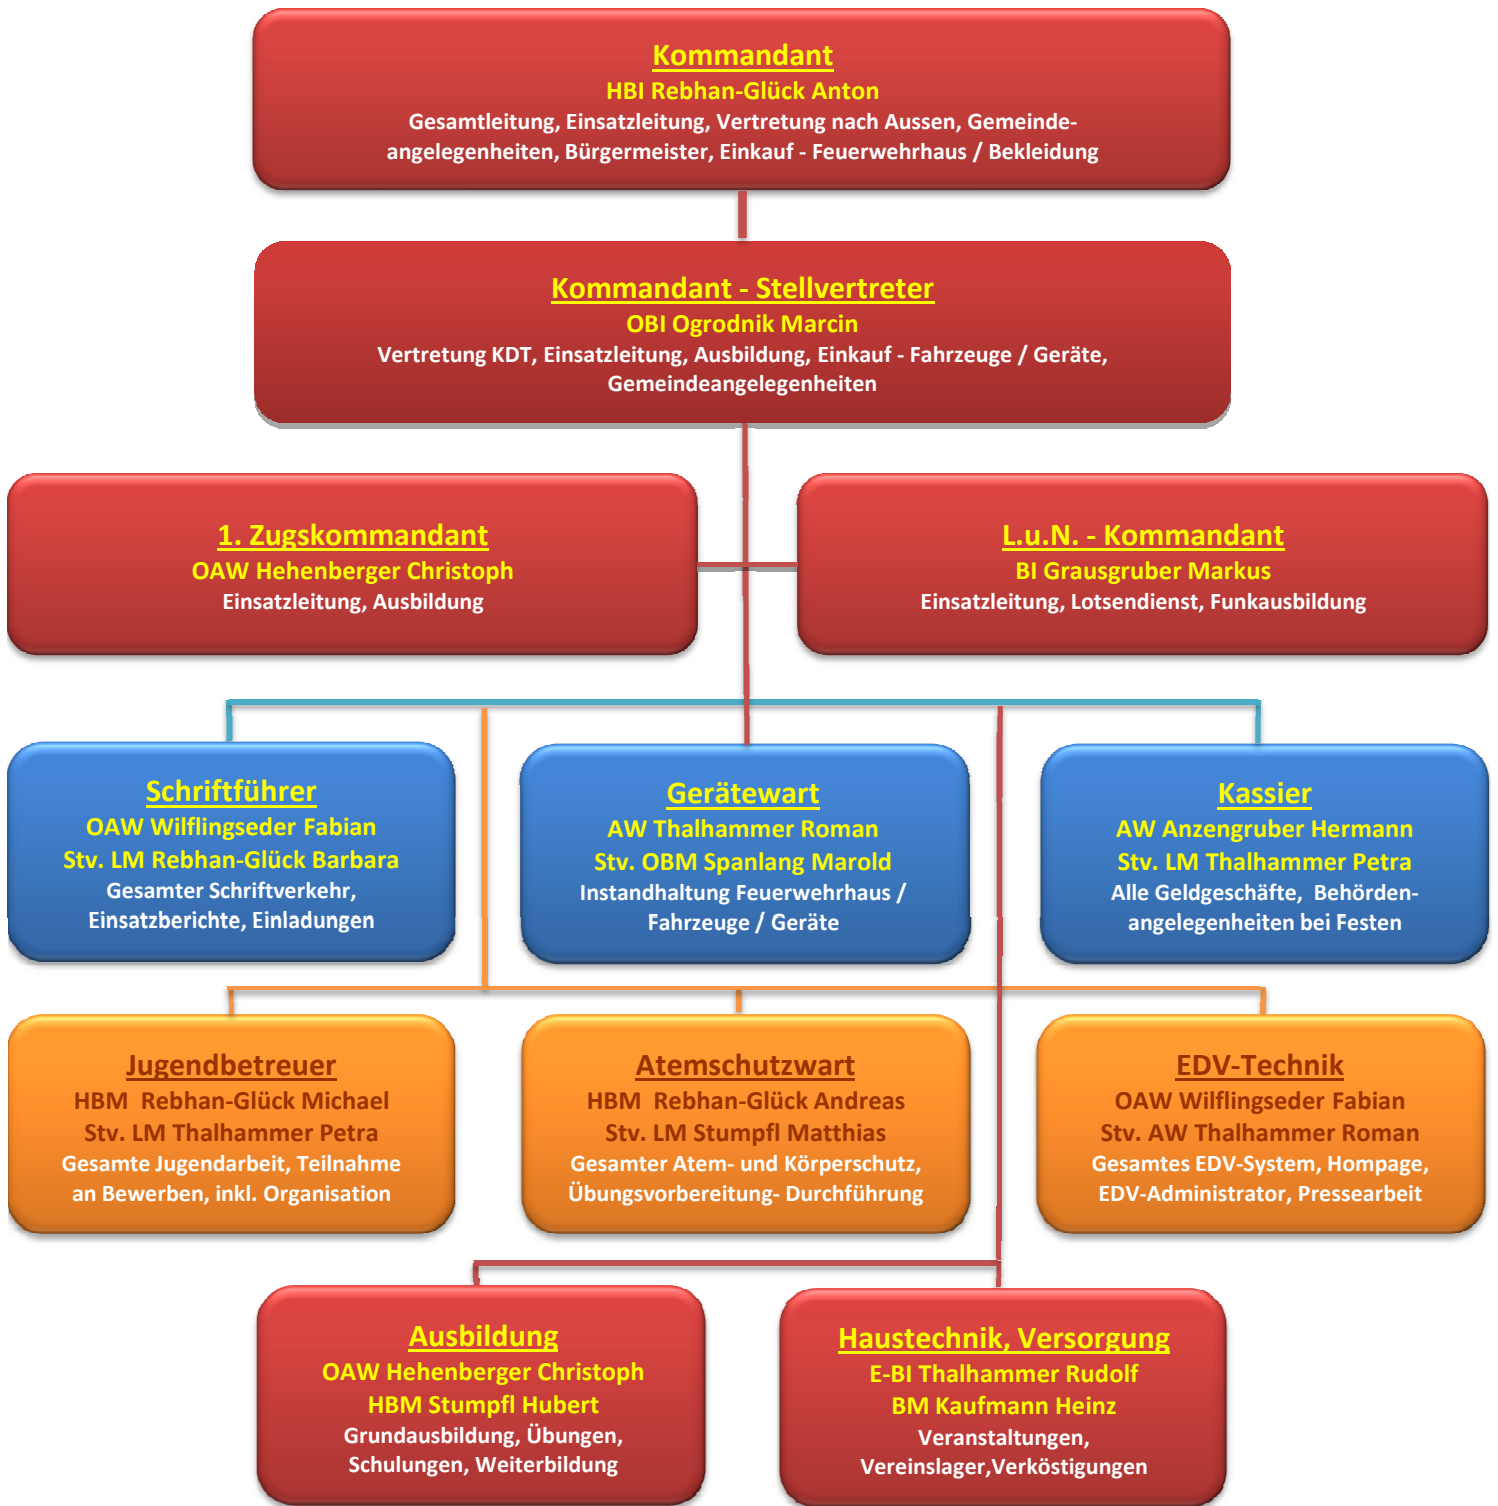 Kommandant
HBI Rebhan-Glück Anton
Gesamtleitung, Einsatzleitung, Vertretung nach Aussen, Gemeinde-
angelegenheiten, Bürgermeister, Einkauf - Feuerwehrhaus / Bekleidung
Kommandant - Stellvertreter
OBI Ogrodnik Marcin
Vertretung KDT, Einsatzleitung, Ausbildung, Einkauf - Fahrzeuge / Geräte,
Gemeindeangelegenheiten
1. Zugskommandant
OAW Hehenberger Christoph
Einsatzleitung, Ausbildung
L.u.N. - Kommandant
BI Grausgruber Markus
Einsatzleitung, Lotsendienst, Funkausbildung
Schriftführer
OAW Wilflingseder Fabian
Stv. LM Rebhan-Glück Barbara
Gesamter Schriftverkehr,
Einsatzberichte, Einladungen
Gerätewart
AW Thalhammer Roman
Stv. OBM Spanlang Marold
Instandhaltung Feuerwehrhaus /
Fahrzeuge / Geräte
Kassier
AW Anzengruber Hermann
Stv. LM Thalhammer Petra
Alle Geldgeschäfte,  Behörden-
angelegenheiten bei Festen
Jugendbetreuer
HBM  Rebhan-Glück Michael
Stv. LM Thalhammer Petra
Gesamte Jugendarbeit, Teilnahme
an Bewerben, inkl. Organisation
Atemschutzwart
HBM  Rebhan-Glück Andreas
Stv. LM Stumpfl Matthias
Gesamter Atem- und Körperschutz,
Übungsvorbereitung- Durchführung
EDV-Technik
OAW Wilflingseder Fabian
Stv. AW Thalhammer Roman
Gesamtes EDV-System, Hompage,
EDV-Administrator, Pressearbeit
Ausbildung
OAW Hehenberger Christoph
HBM Stumpfl Hubert
Grundausbildung, Übungen,
Schulungen, Weiterbildung
Haustechnik, Versorgung
E-BI Thalhammer Rudolf
BM Kaufmann Heinz
Veranstaltungen,
Vereinslager,Verköstigungen